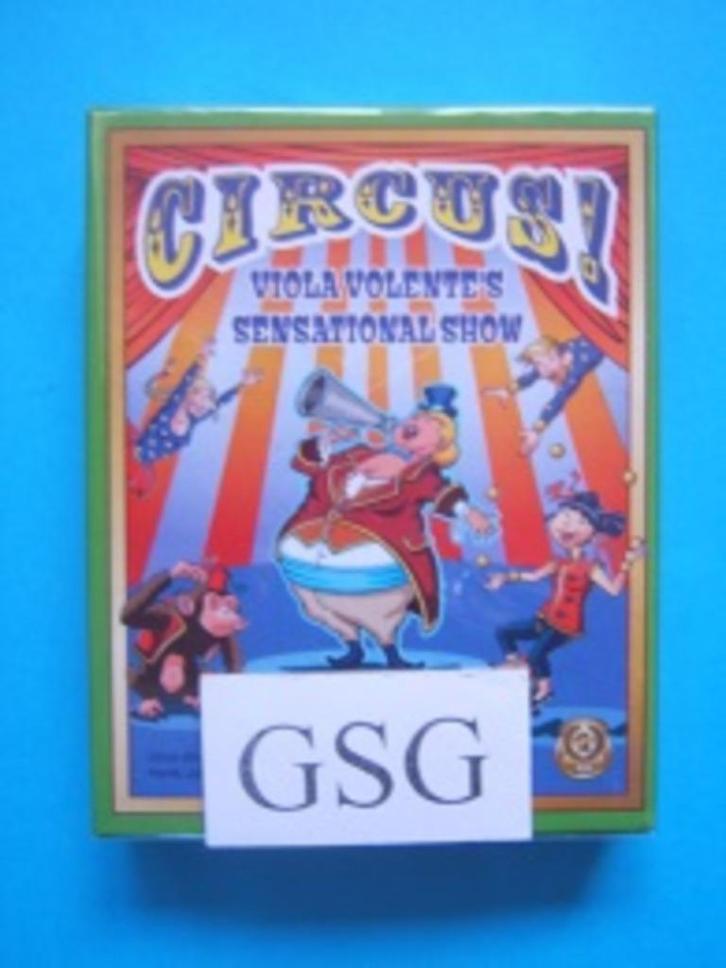 CIRCUS!
VIOLA VOLENTE'S
SENSATIONAL SHOW
GSG